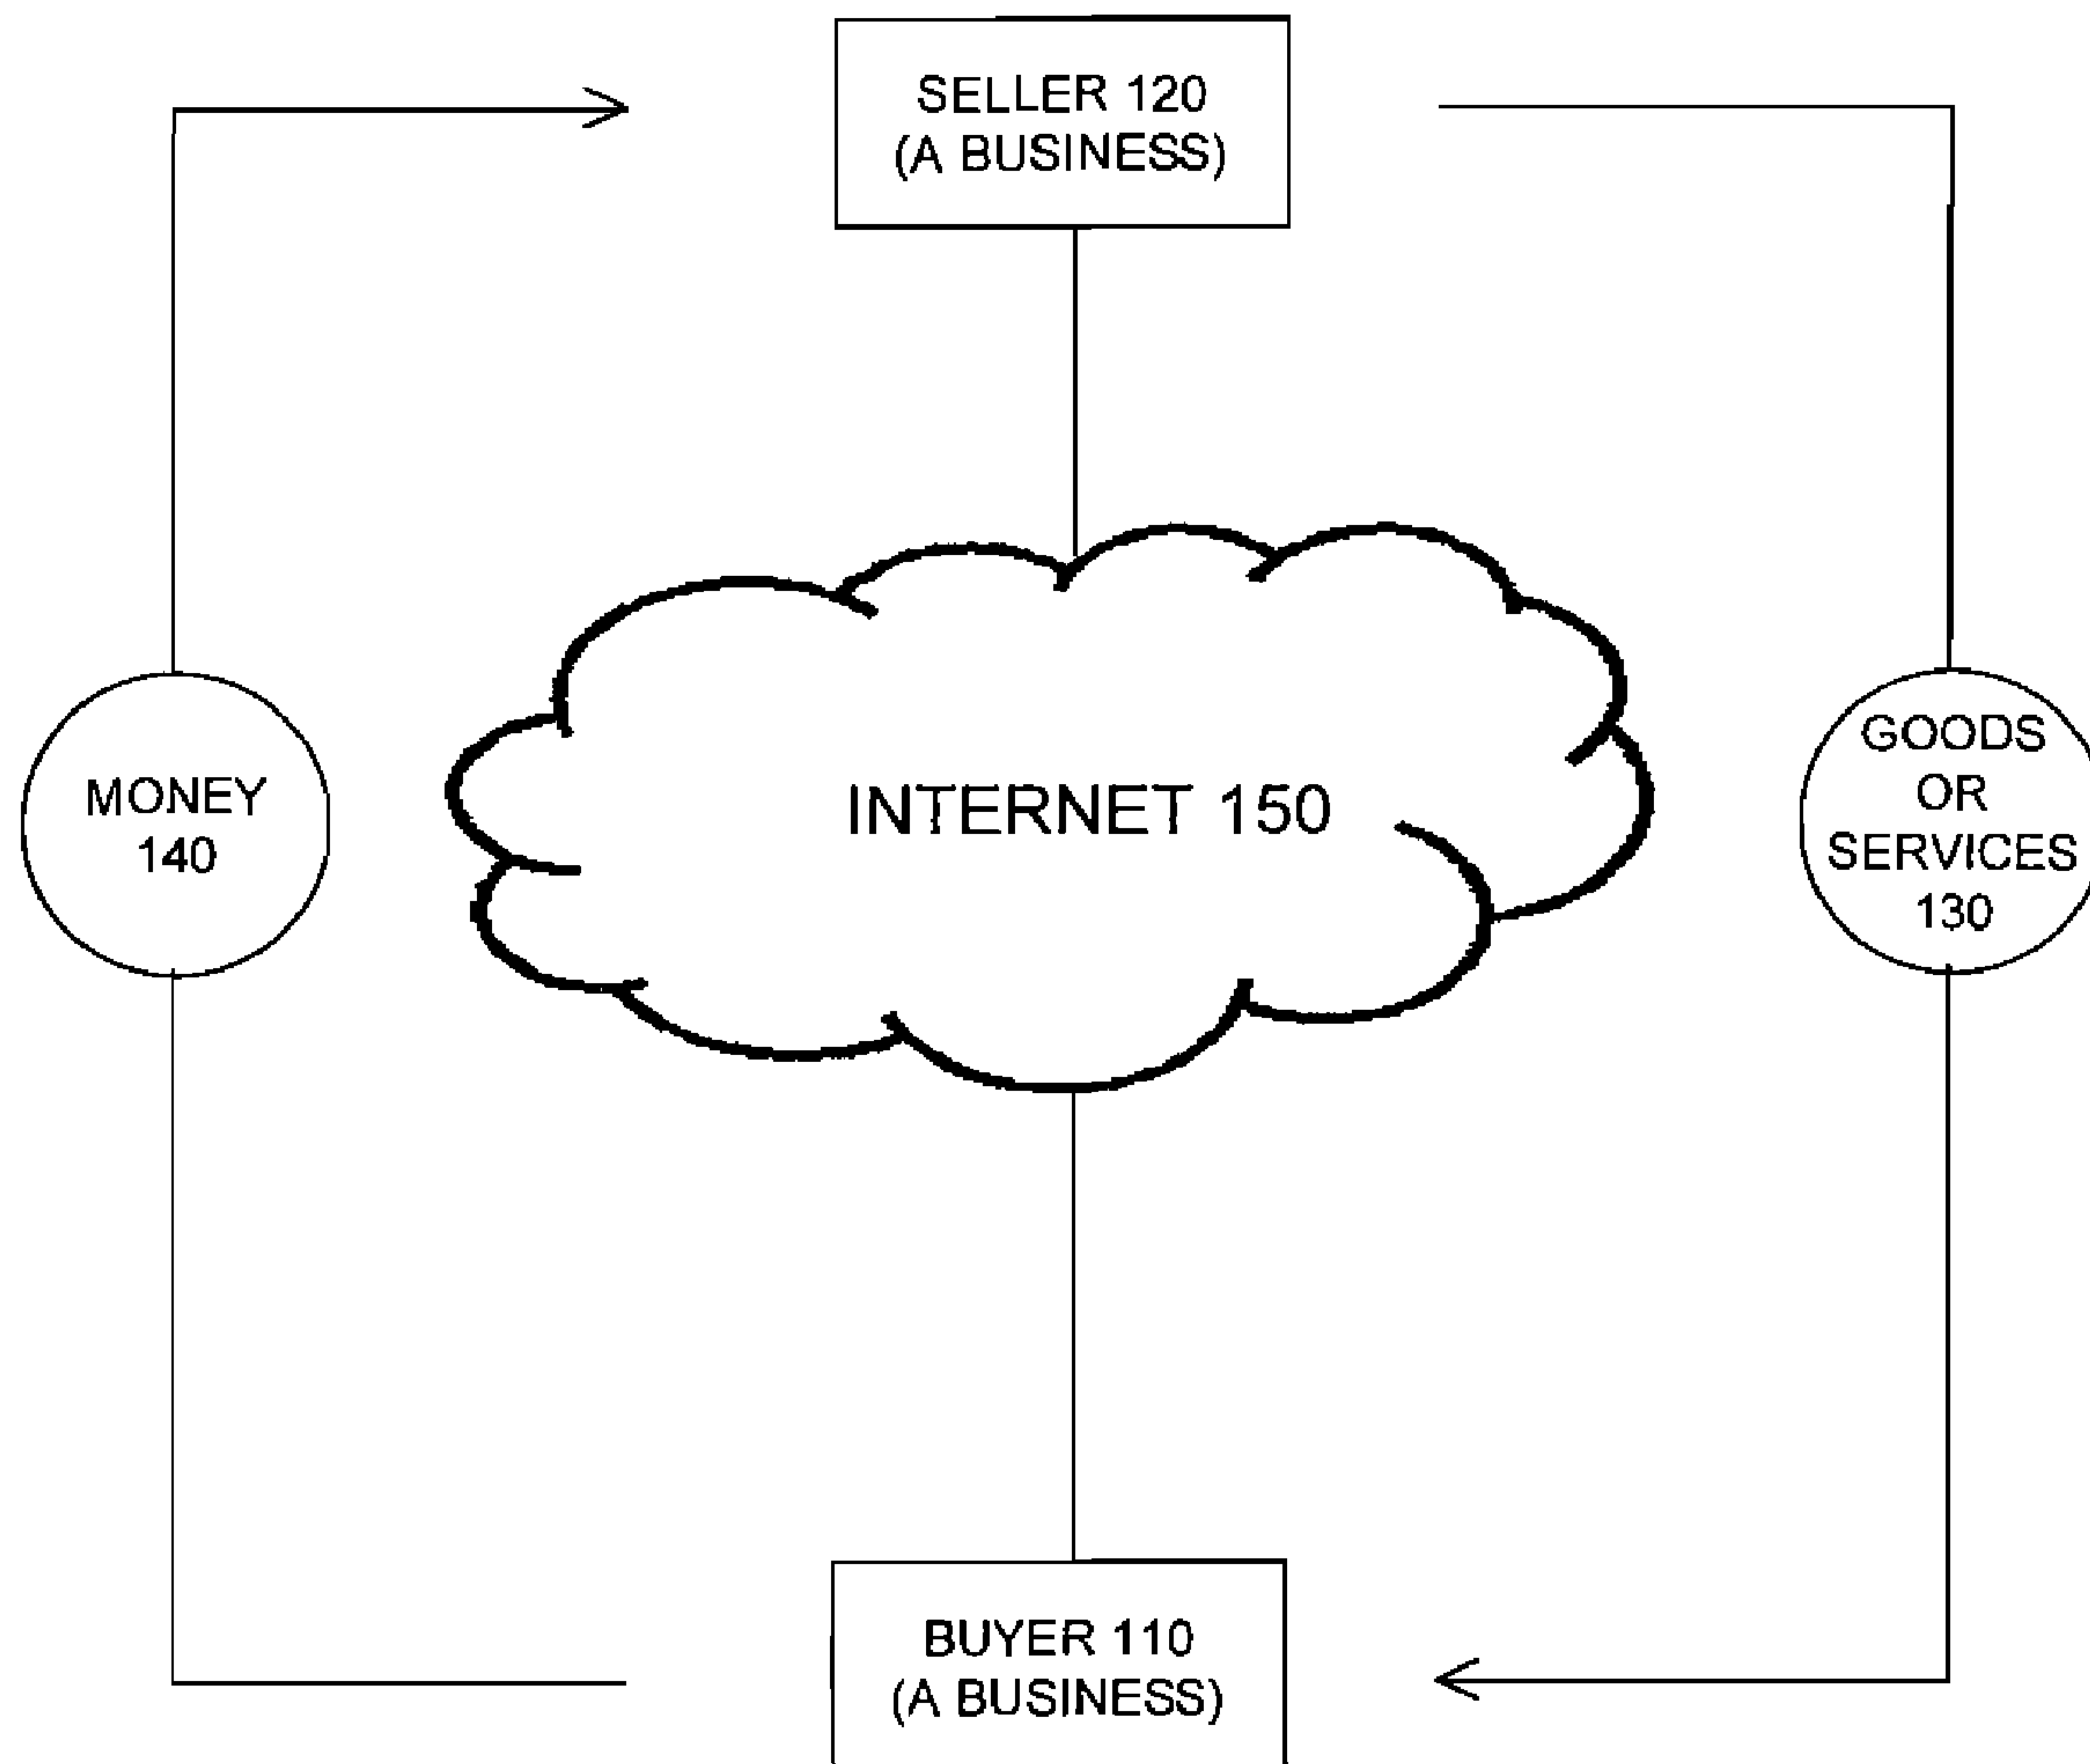 SELLER 120
(A BUSINESS)
MONEY
140
INTERNET 150
GOODS
OR
SERVICES
130
BUYER 110
(A BUSINESS)